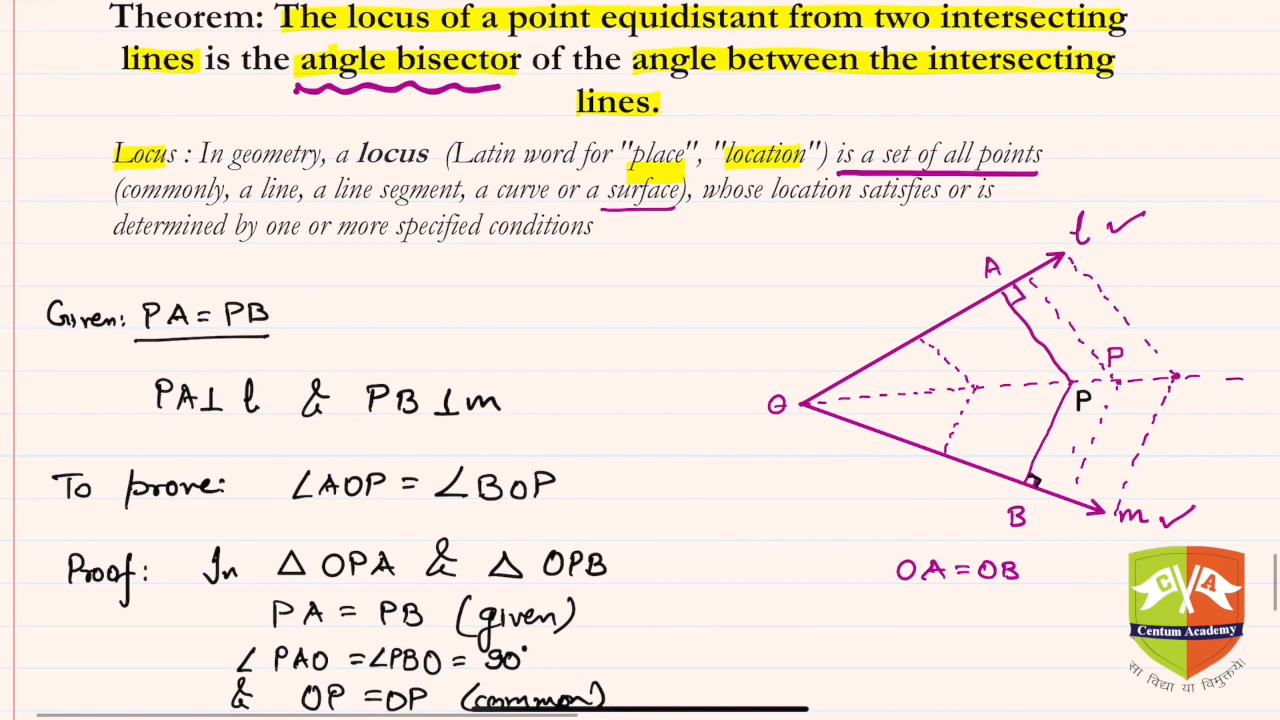 Theorem: The locus of a point equidistant from two intersecting
lines is the angle bisector of the angle between the intersecting
lines.
Locus : In geometry, a locus (Latin word for "place", "location") is a set of all points
(commonly, a line, a line segment, a curve or a surface), whose location satisfies or is
determined by one or more specified conditions
l ✓
A
Given: PA = PB
P
PA⊥ l & PB ⊥m
O
P
To prove: ∠AOP = ∠BOP
B
m ✓
Proof: In △ OPA & △ OPB
OA = OB
PA = PB (given)
∠ PAO = ∠PBO = 90°
& OP = OP (common)
C A
Centum Academy
सा विद्या या विमुक्तये